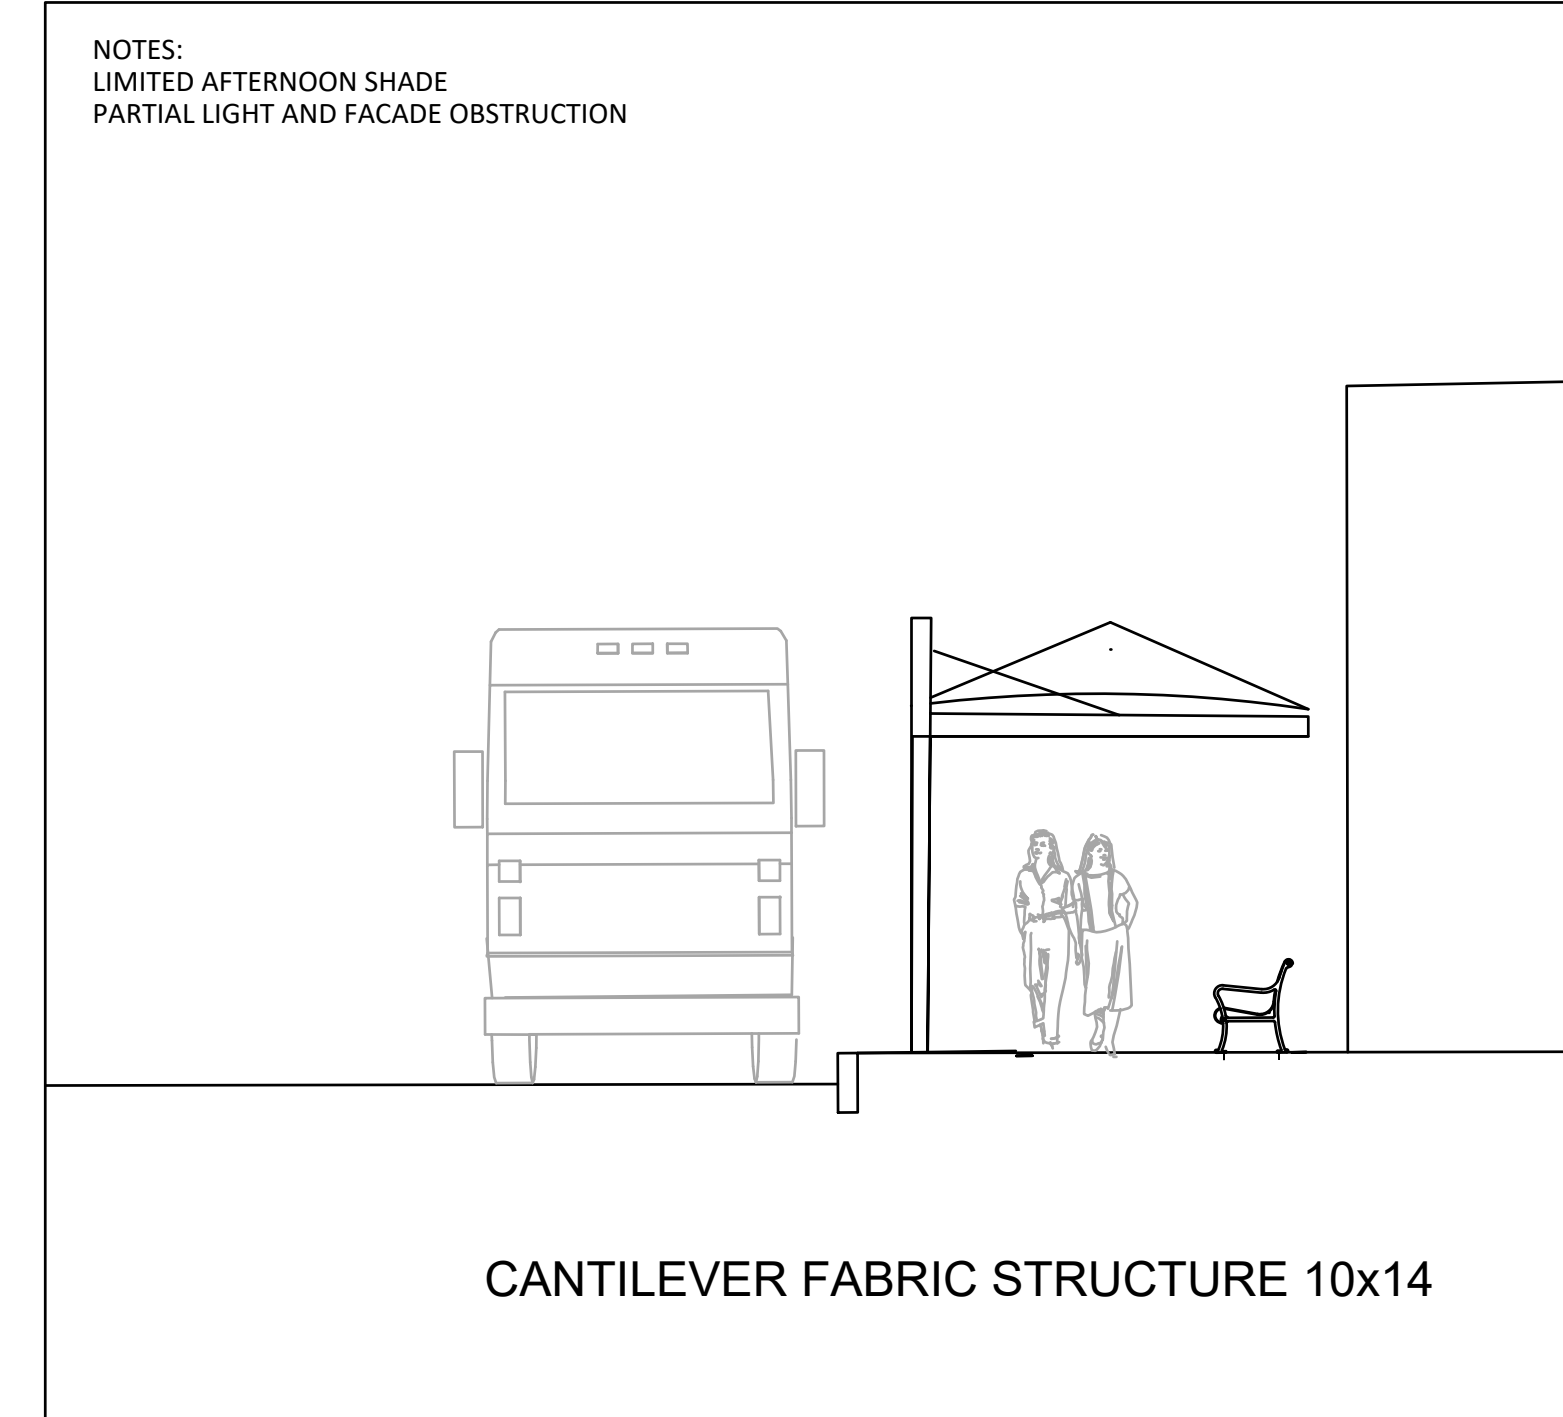 NOTES:
LIMITED AFTERNOON SHADE
PARTIAL LIGHT AND FACADE OBSTRUCTION
CANTILEVER FABRIC STRUCTURE 10x14